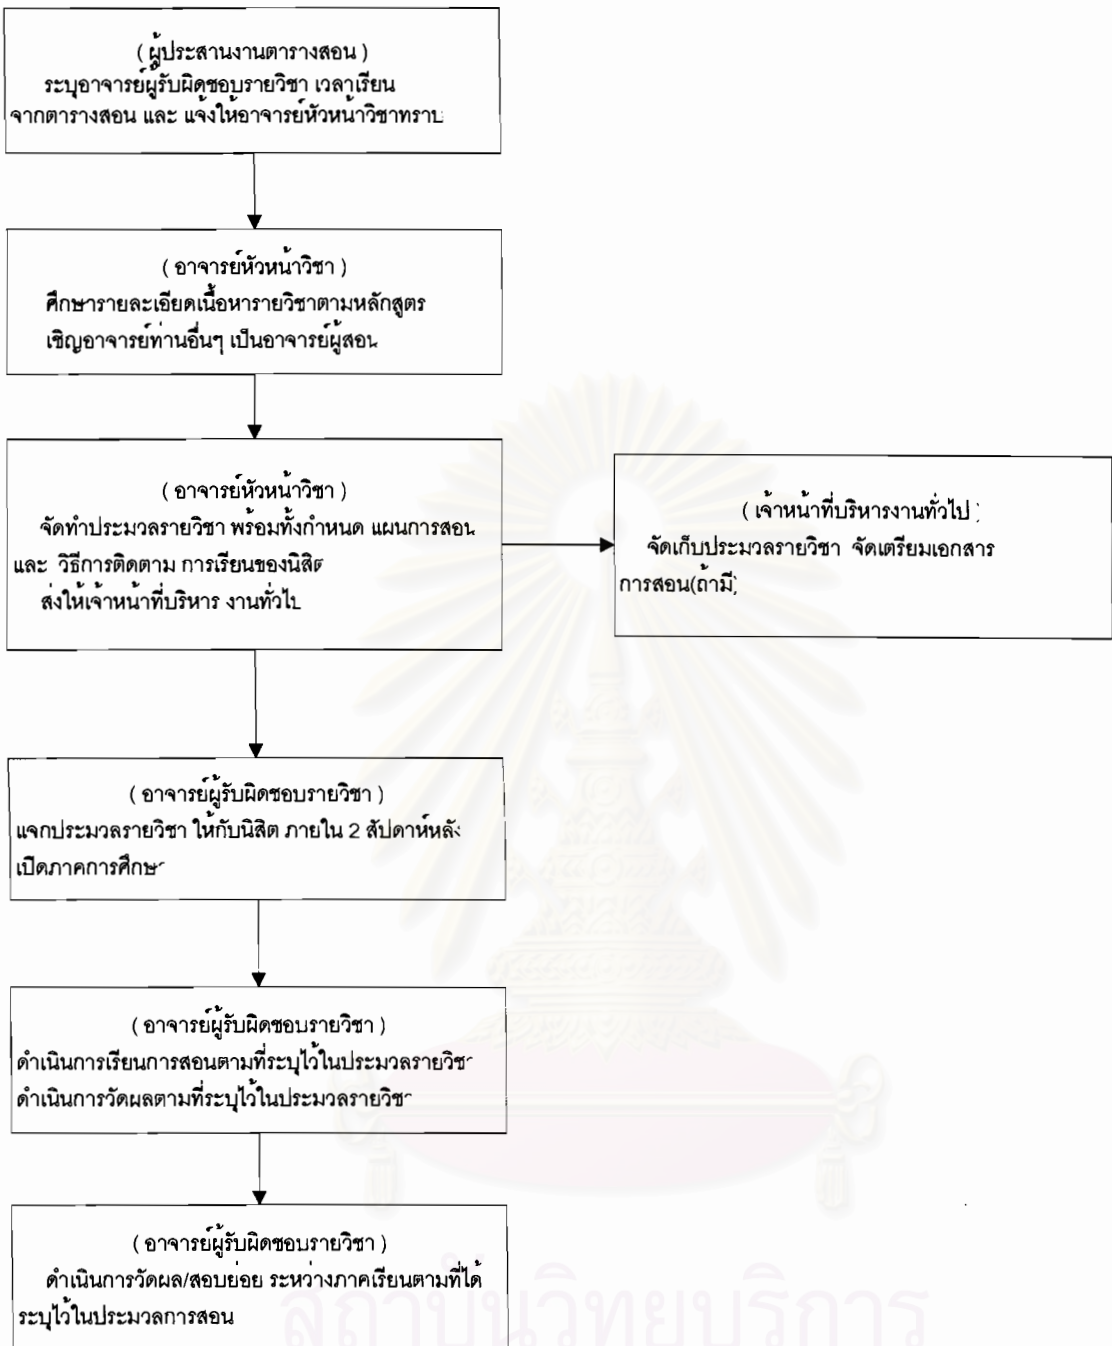 ( ผู้ประสานงานตารางสอน )
ระบุอาจารย์ผู้รับผิดชอบรายวิชา เวลาเรียน
จากตารางสอน และ แจ้งให้อาจารย์หัวหน้าวิชาทราบ
( อาจารย์หัวหน้าวิชา )
ศึกษารายละเอียดเนื้อหารายวิชาตามหลักสูตร
เชิญอาจารย์ท่านอื่นๆ เป็นอาจารย์ผู้สอน
( อาจารย์หัวหน้าวิชา )
จัดทำประมวลรายวิชา พร้อมทั้งกำหนด แผนการสอน
และ วิธีการติดตาม การเรียนของนิสิต
ส่งให้เจ้าหน้าที่บริหาร งานทั่วไป
( เจ้าหน้าที่บริหารงานทั่วไป )
จัดเก็บประมวลรายวิชา จัดเตรียมเอกสาร
การสอน(ถ้ามี)
( อาจารย์ผู้รับผิดชอบรายวิชา )
แจกประมวลรายวิชา ให้กับนิสิต ภายใน 2 สัปดาห์หลัง
เปิดภาคการศึกษา
( อาจารย์ผู้รับผิดชอบรายวิชา )
ดำเนินการเรียนการสอนตามที่ระบุไว้ในประมวลรายวิชา
ดำเนินการวัดผลตามที่ระบุไว้ในประมวลรายวิชา
( อาจารย์ผู้รับผิดชอบรายวิชา )
ดำเนินการวัดผล/สอบย่อย ระหว่างภาคเรียนตามที่ได้
ระบุไว้ในประมวลการสอน
สถาบันวิทยบริการ